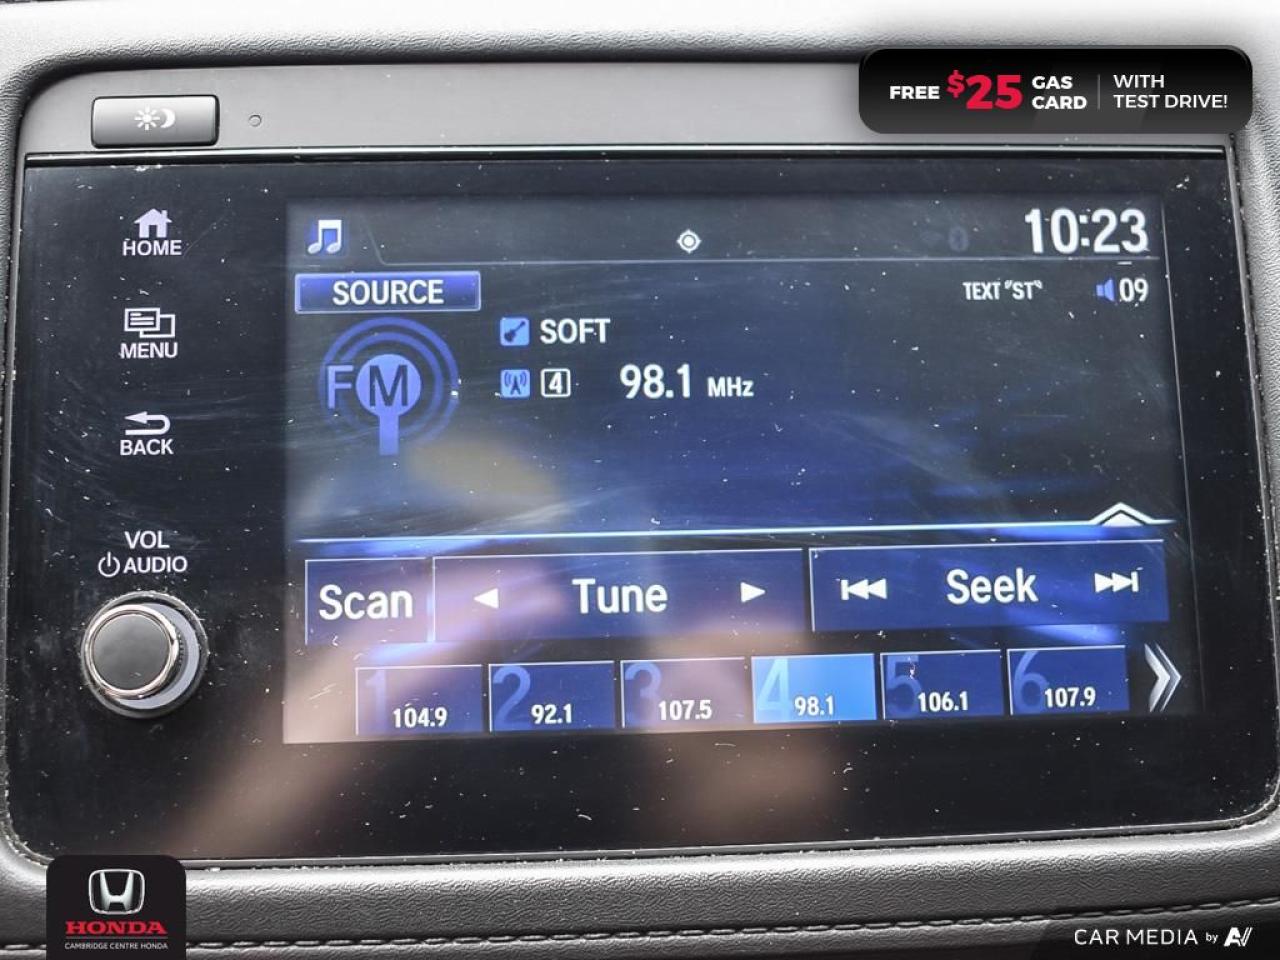 FREE $25 GAS CARD WITH TEST DRIVE!
HOME
MENU
BACK
VOL
AUDIO
10:23
SOURCE
TEXT "ST"
09
SOFT
FM
4 98.1 MHz
Scan Tune Seek
1 104.9 2 92.1 3 107.5 4 98.1 5 106.1 6 107.9
H
HONDA
CAMBRIDGE CENTRE HONDA
CAR MEDIA by AV